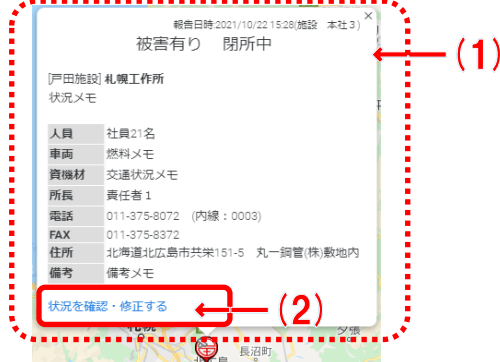 報告日時:2021/10/22 15:28(施設 本社3)
×
被害有り 閉所中
(1)
[戸田施設] 札幌工作所
状況メモ
人員 社員21名
車両 燃料メモ
資機材 交通状況メモ
所長 責任者1
電話 011-375-8072 (内線:0003)
FAX 011-375-8372
住所 北海道北広島市共栄151-5 丸一鋼管(株)敷地内
備考 備考メモ
状況を確認・修正する
(2)
夕張
長沼町